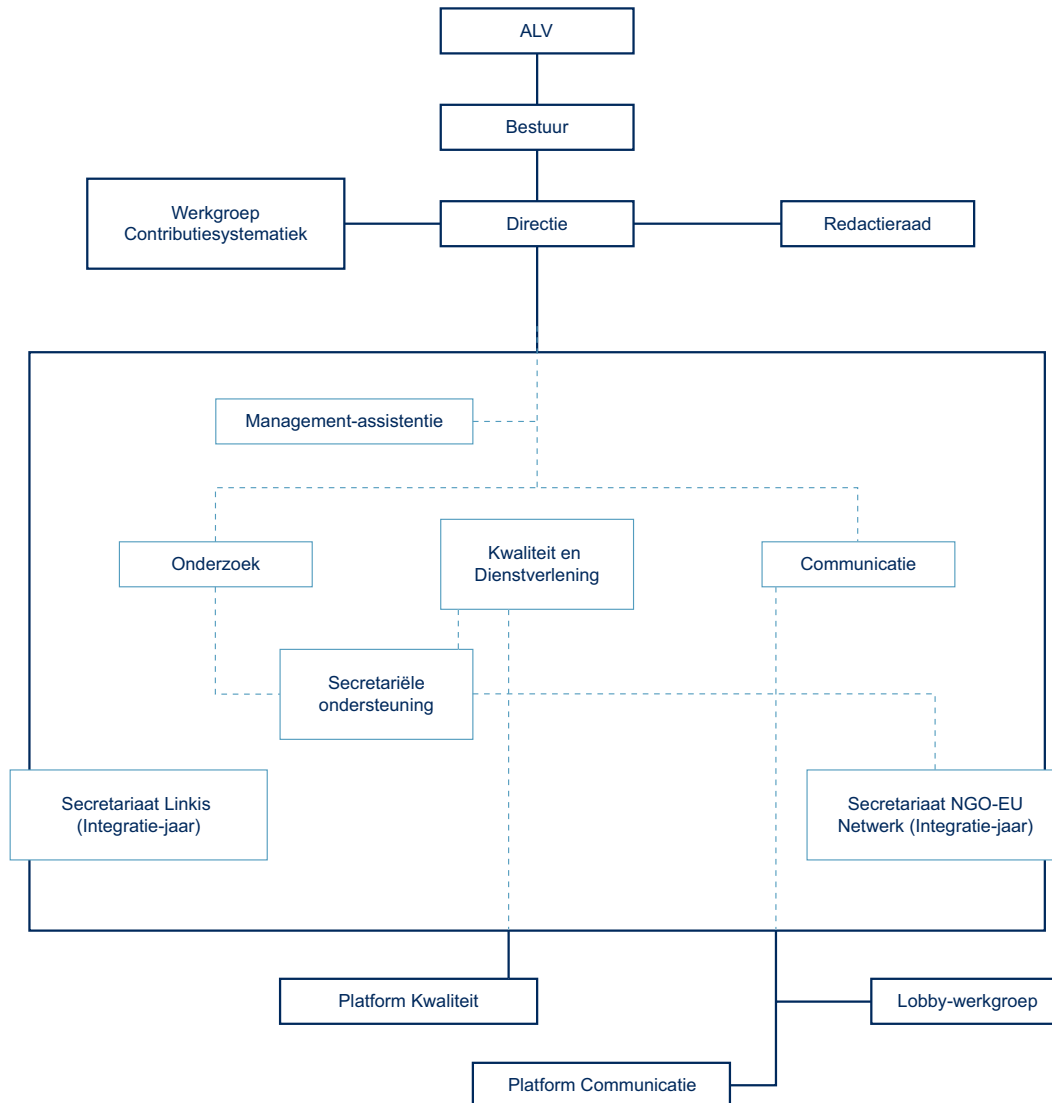 ALV
Bestuur
Werkgroep
Contributiesystematiek
Directie
Redactieraad
Management-assistentie
Onderzoek
Kwaliteit en
Dienstverlening
Communicatie
Secretariële
ondersteuning
Secretariaat Linkis
(Integratie-jaar)
Secretariaat NGO-EU
Netwerk (Integratie-jaar)
Platform Kwaliteit
Lobby-werkgroep
Platform Communicatie